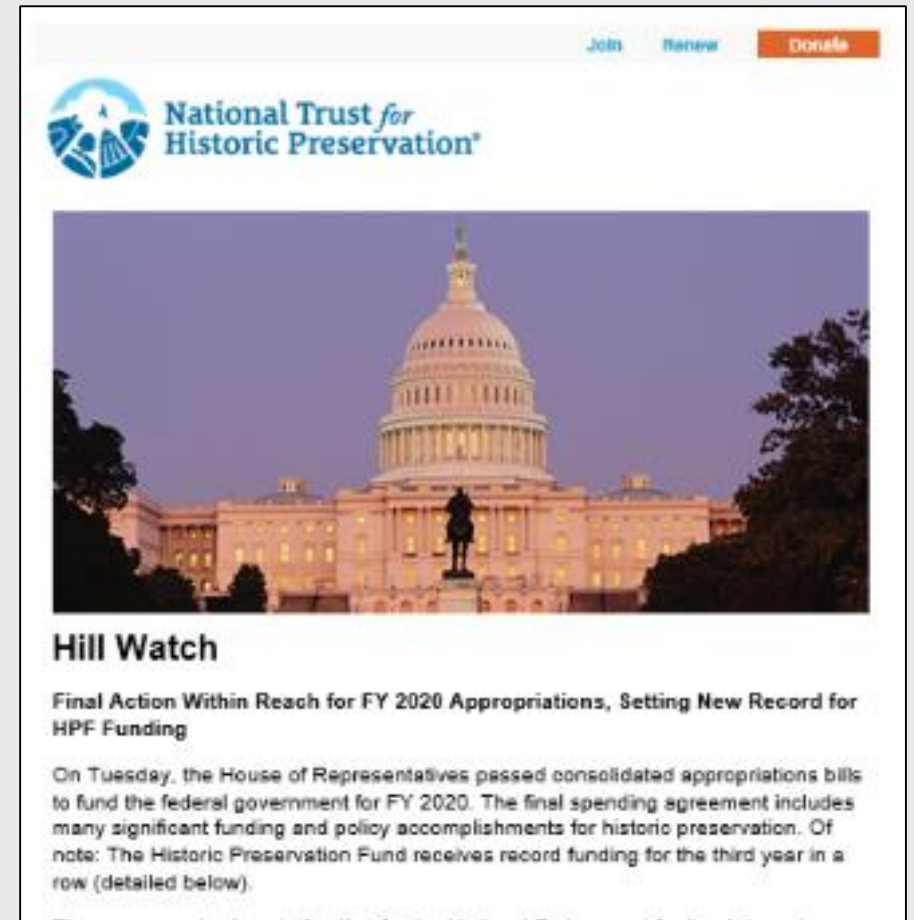 Join Renew Donate
National Trust for
Historic Preservation®
Hill Watch
Final Action Within Reach for FY 2020 Appropriations, Setting New Record for
HPF Funding
On Tuesday, the House of Representatives passed consolidated appropriations bills
to fund the federal government for FY 2020. The final spending agreement includes
many significant funding and policy accomplishments for historic preservation. Of
note: The Historic Preservation Fund receives record funding for the third year in a
row (detailed below).